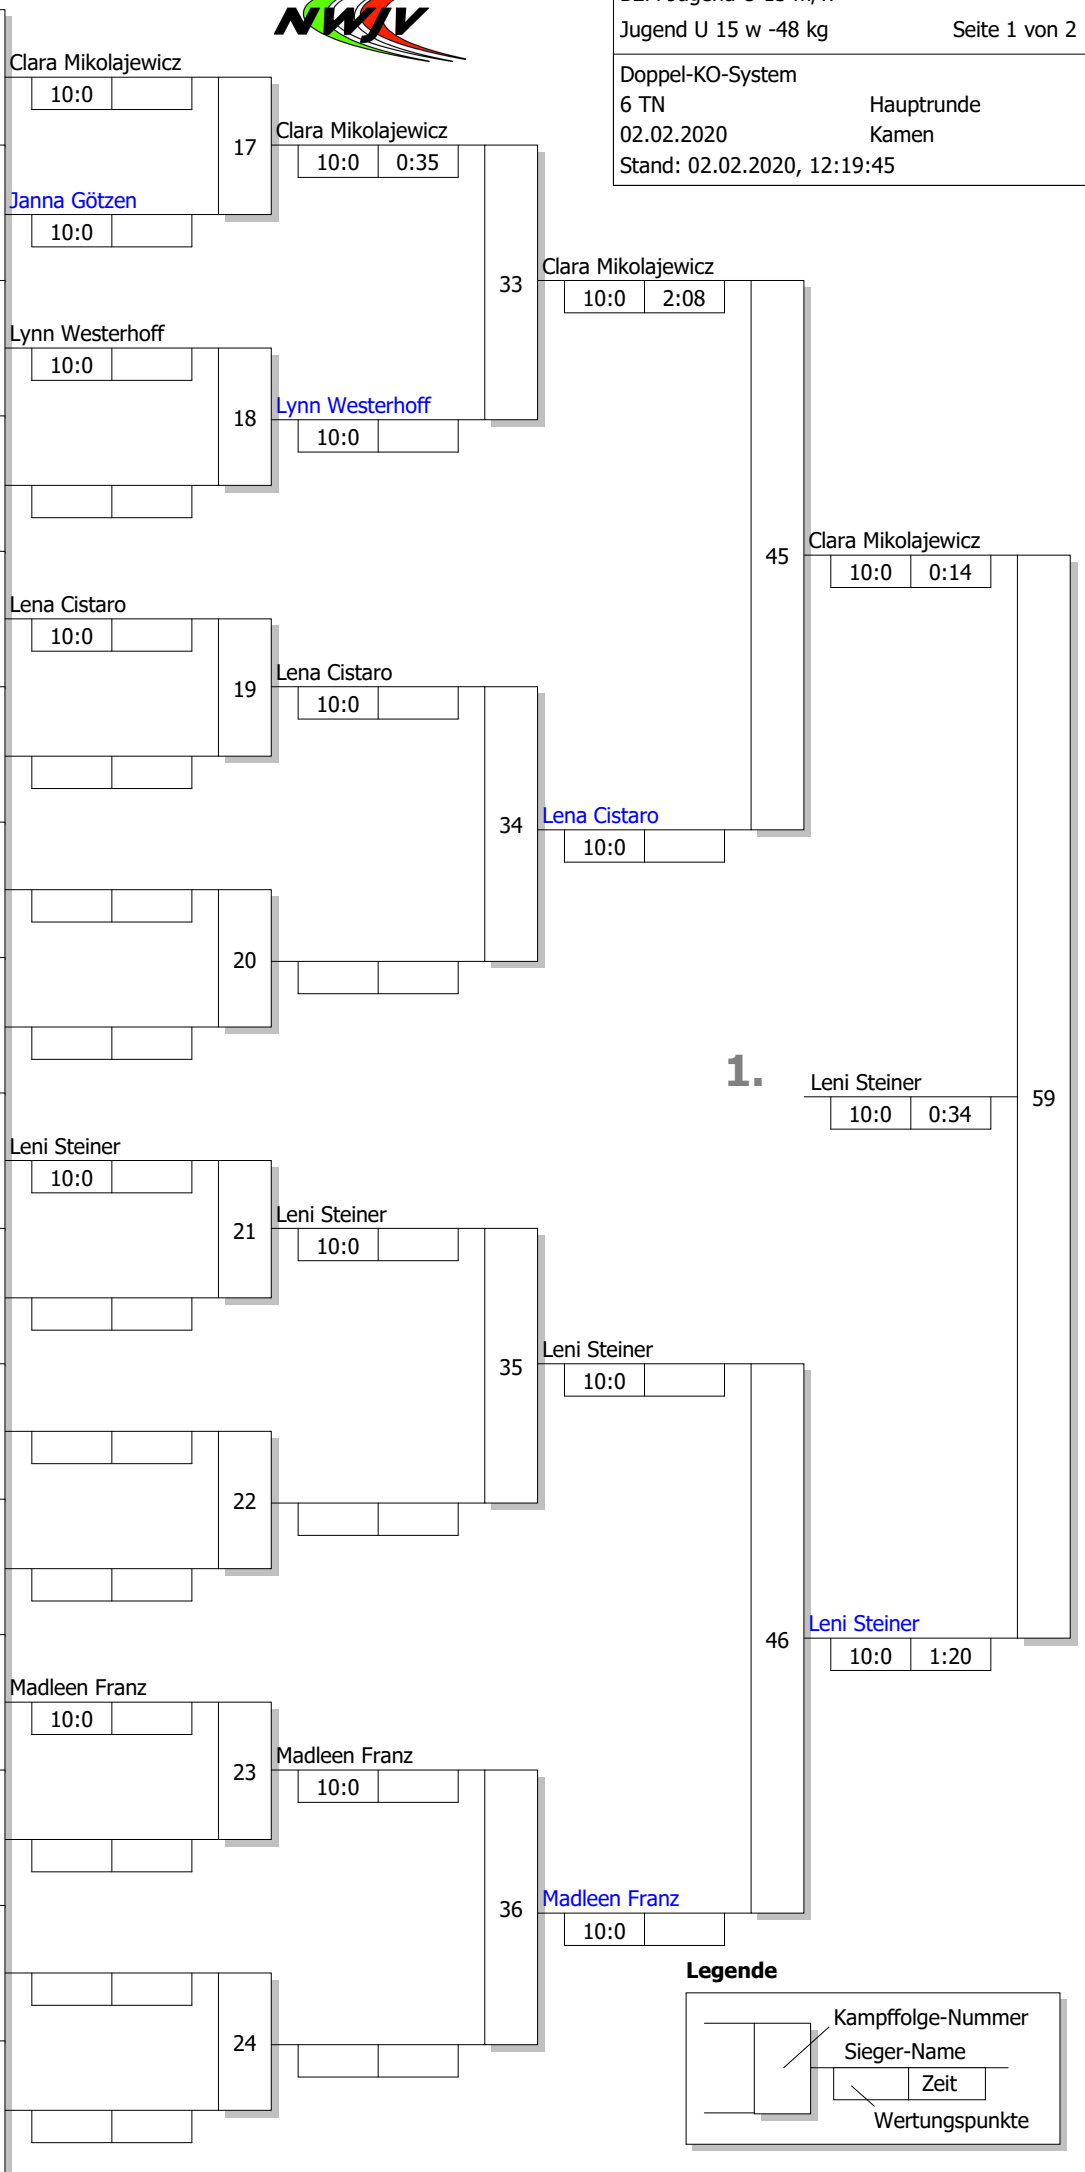 NWJV
Jugend U 15 w -48 kg Seite 1 von 2
Doppel-KO-System
6 TN Hauptrunde
02.02.2020 Kamen
Stand: 02.02.2020, 12:19:45
Clara Mikolajewicz
10:0
17
Janna Götzen
10:0
Clara Mikolajewicz
10:0 0:35
33
Clara Mikolajewicz
10:0 2:08
Lynn Westerhoff
10:0
18
Lynn Westerhoff
10:0
45
Clara Mikolajewicz
10:0 0:14
Lena Cistaro
10:0
19
Lena Cistaro
10:0
34
Lena Cistaro
10:0
20
1.
Leni Steiner
10:0 0:34
59
Leni Steiner
10:0
21
Leni Steiner
10:0
35
Leni Steiner
10:0
22
46
Leni Steiner
10:0 1:20
Madleen Franz
10:0
23
Madleen Franz
10:0
36
Madleen Franz
10:0
24
Legende
Kampffolge-Nummer
Sieger-Name
Zeit
Wertungspunkte